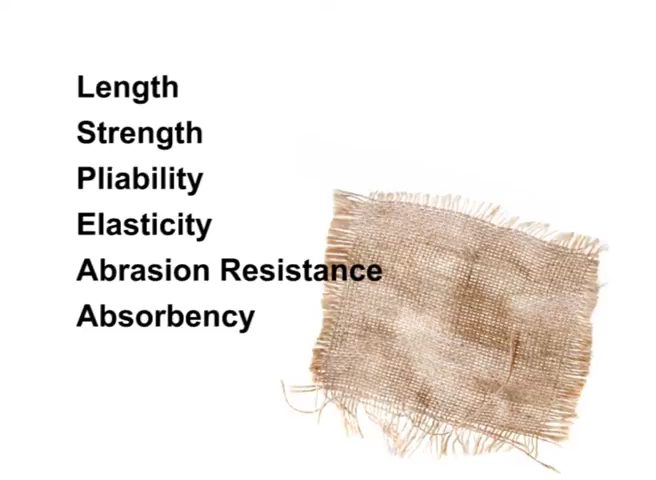 Length
Strength
Pliability
Elasticity
Abrasion Resistance
Absorbency